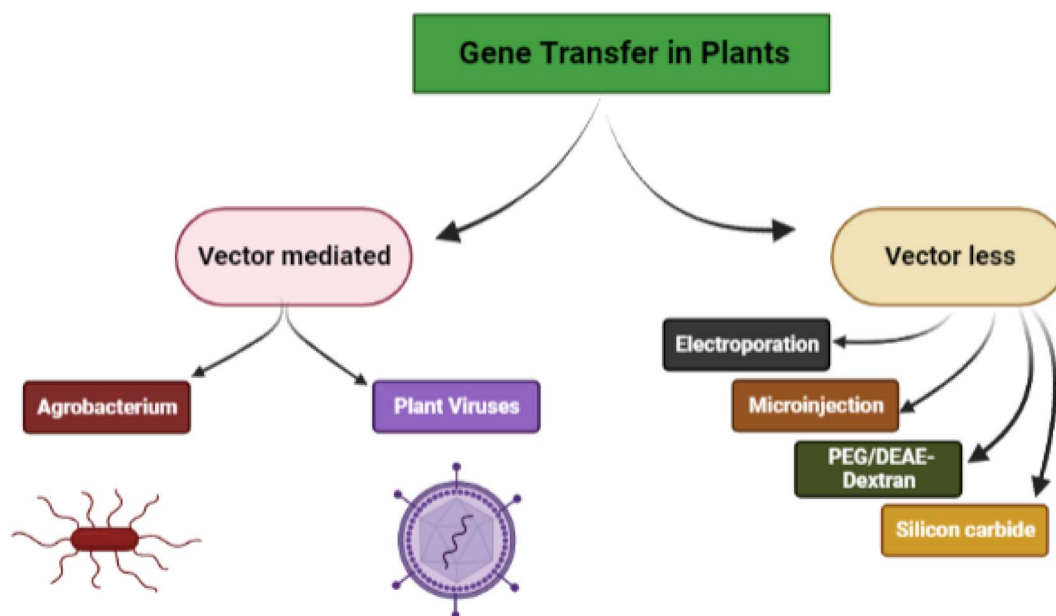 Gene Transfer in Plants
Vector mediated
Vector less
Agrobacterium
Plant Viruses
Electroporation
Microinjection
PEG/DEAE-
Dextran
Silicon carbide